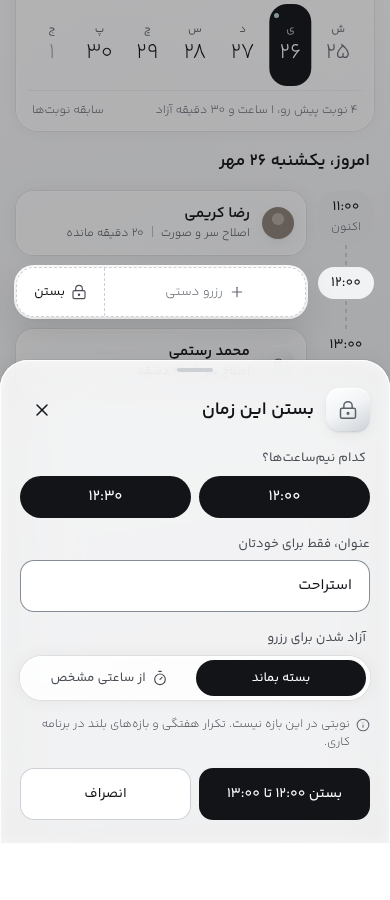 ش ی د س چ پ ج
۲۵ ۲۶ ۲۷ ۲۸ ۲۹ ۳۰ ۱
۴ نوبت پیش رو، ۱ ساعت و ۳۰ دقیقه آزاد
سابقه نوبت‌ها
امروز، یکشنبه ۲۶ مهر
۱۱:۰۰
اکنون
رضا کریمی
اصلاح سر و صورت | ۲۰ دقیقه مانده
۱۲:۰۰
+ رزرو دستی
بستن
۱۳:۰۰
محمد رستمی
بستن این زمان
کدام نیم‌ساعت‌ها؟
۱۲:۰۰
۱۲:۳۰
عنوان، فقط برای خودتان
استراحت
آزاد شدن برای رزرو
بسته بماند
از ساعتی مشخص
نوبتی در این بازه نیست. تکرار هفتگی و بازه‌های بلند در برنامه
کاری.
بستن ۱۲:۰۰ تا ۱۳:۰۰
انصراف